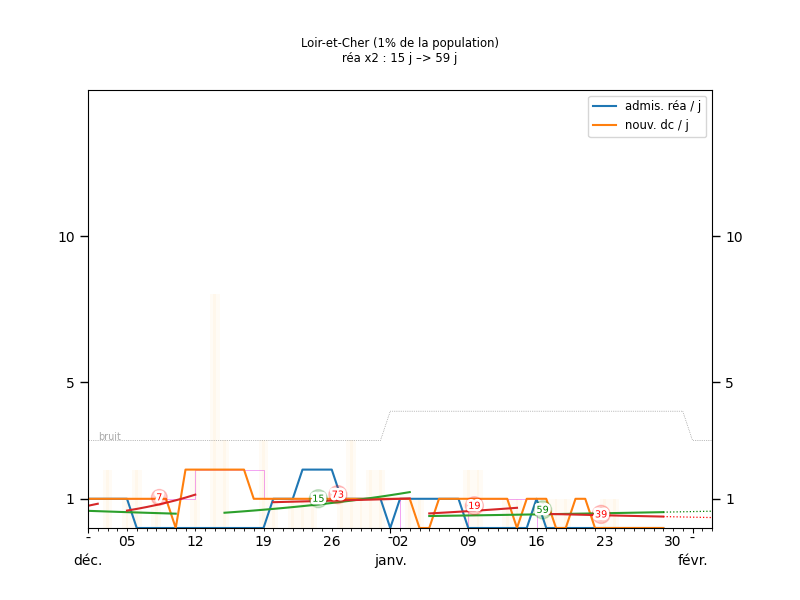 Loir-et-Cher (1% de la population)
réa x2 : 15 j –> 59 j
admis. réa / j
nouv. dc / j
10 10
5 5
bruit
1 1
7 15 73 19 59 39
- 05 12 19 26 -02 09 16 23 30 -
déc. janv. févr.